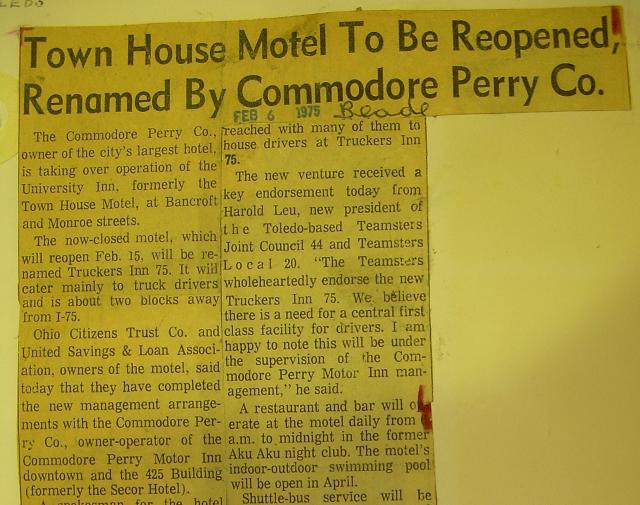 LEDO
Town House Motel To Be Reopened,
Renamed By Commodore Perry Co.
FEB 6 1975 Blade
The Commodore Perry Co.,
owner of the city's largest hotel,
is taking over operation of the
University Inn, formerly the
Town House Motel, at Bancroft
and Monroe streets.
The now-closed motel, which
will reopen Feb. 15, will be re-
named Truckers Inn 75. It will
cater mainly to truck drivers
and is about two blocks away
from I-75.
Ohio Citizens Trust Co. and
United Savings & Loan Associ-
ation, owners of the motel, said
today that they have completed
the new management arrange-
ments with the Commodore Per-
ry Co., owner-operator of the
Commodore Perry Motor Inn
downtown and the 425 Building
(formerly the Secor Hotel).
A spokesman for the hotel
reached with many of them to
house drivers at Truckers Inn
75.
The new venture received a
key endorsement today from
Harold Leu, new president of
the Toledo-based Teamsters
Joint Council 44 and Teamsters
Local 20. "The Teamsters
wholeheartedly endorse the new
Truckers Inn 75. We believe
there is a need for a central first
class facility for drivers. I am
happy to note this will be under
the supervision of the Com-
modore Perry Motor Inn man-
agement," he said.
A restaurant and bar will op-
erate at the motel daily from
a.m. to midnight in the former
Aku Aku night club. The motel's
indoor-outdoor swimming pool
will be open in April.
Shuttle-bus service will be